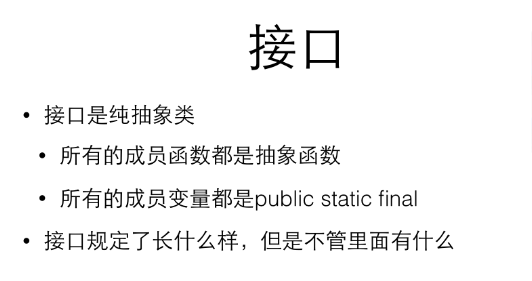 接口
• 接口是纯抽象类
• 所有的成员函数都是抽象函数
• 所有的成员变量都是public static final
• 接口规定了长什么样，但是不管里面有什么